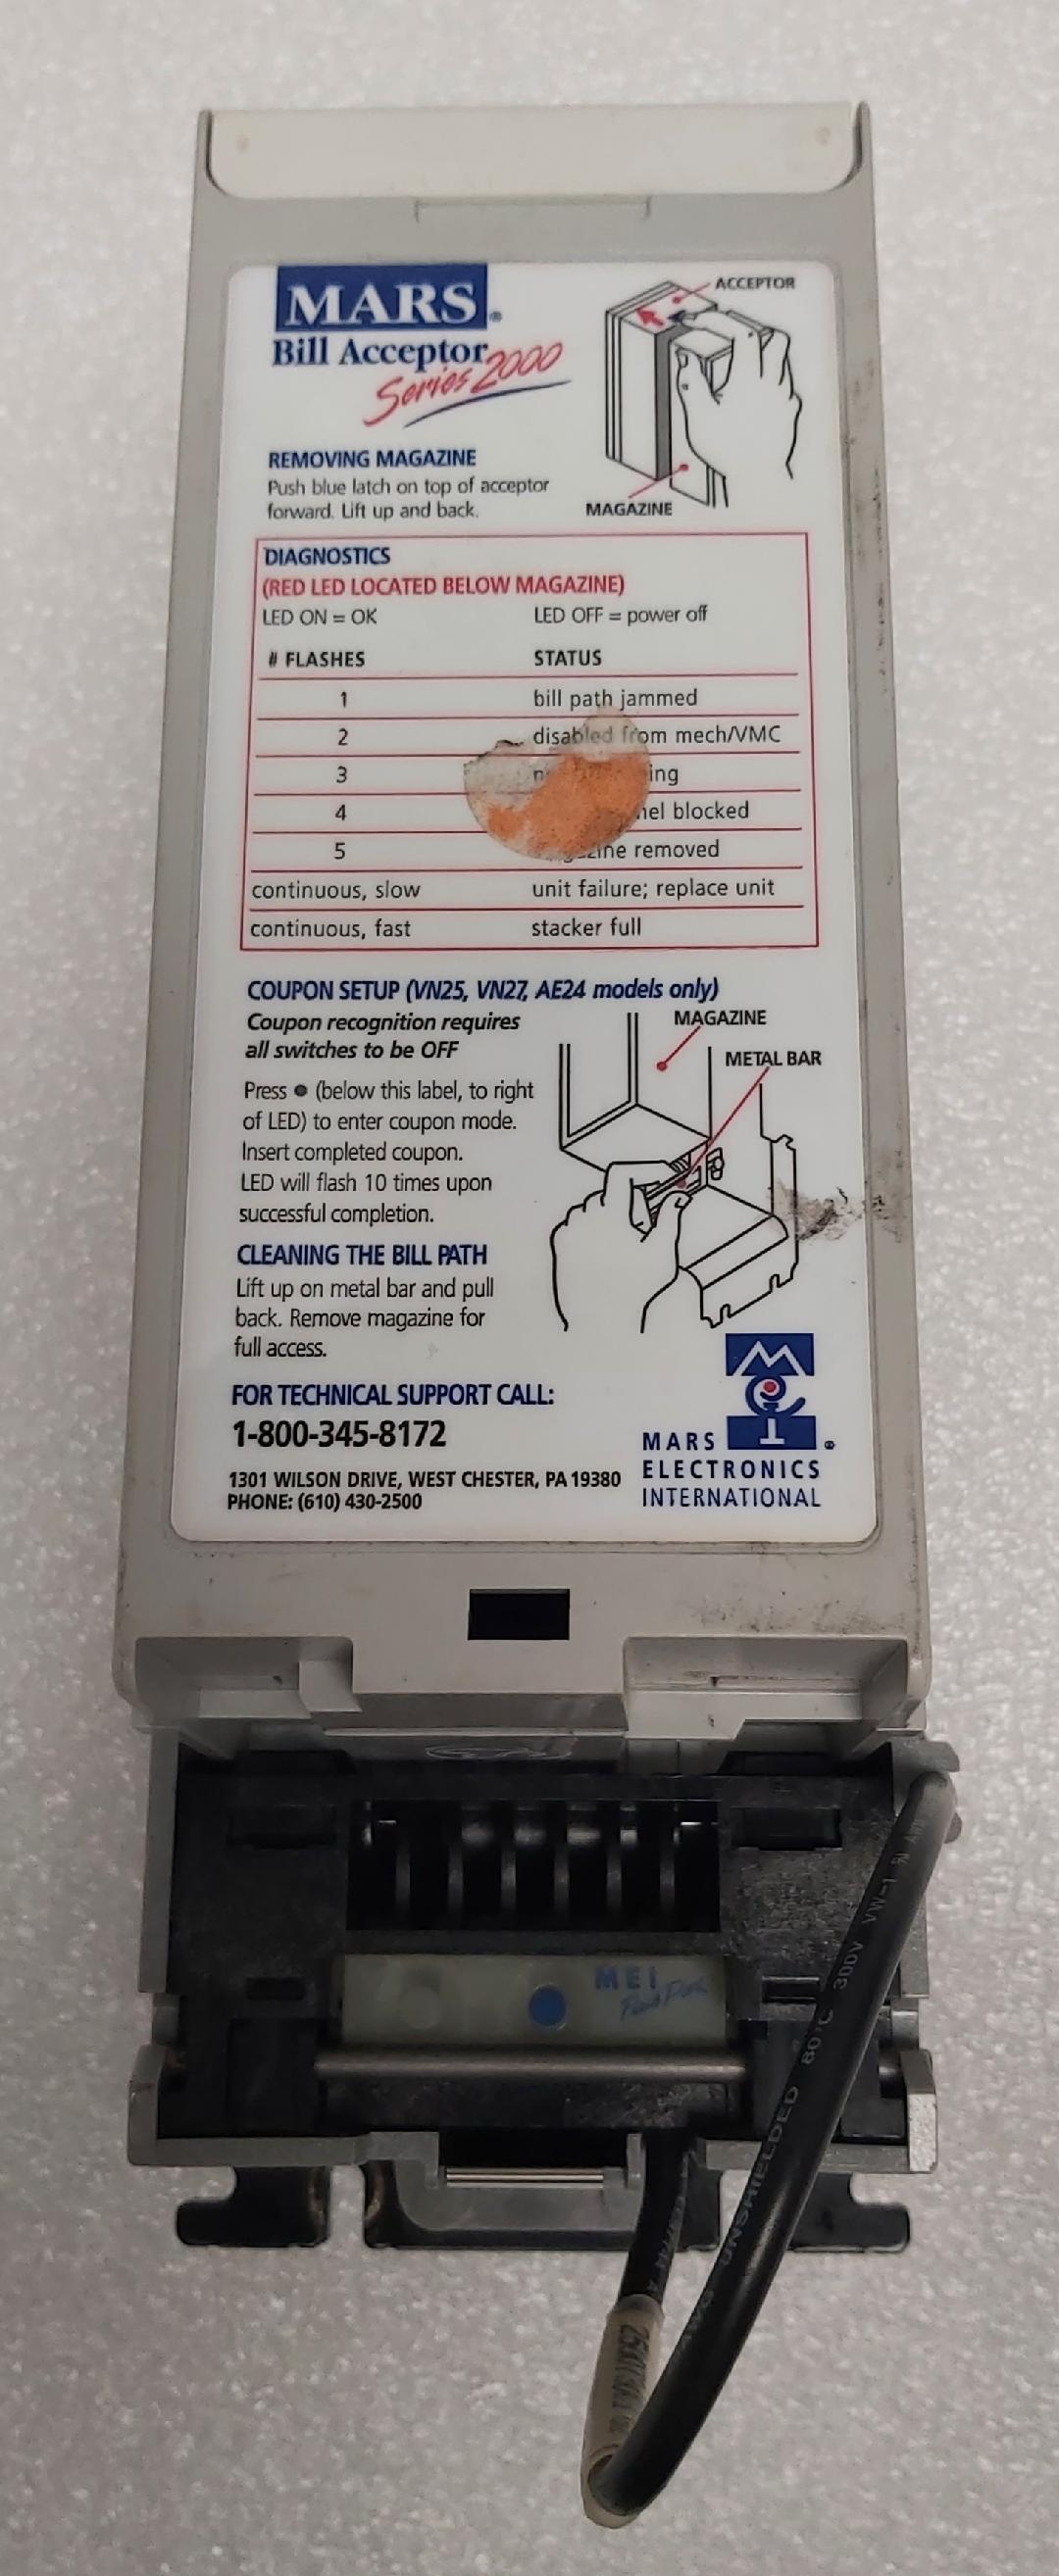 MARS®
Bill Acceptor
Series 2000
ACCEPTOR
REMOVING MAGAZINE
Push blue latch on top of acceptor
forward. Lift up and back.
MAGAZINE
DIAGNOSTICS
(RED LED LOCATED BELOW MAGAZINE)
LED ON = OK LED OFF = power off
# FLASHES STATUS
1 bill path jammed
2 disabled from mech/VMC
3
4 blocked
5 removed
continuous, slow unit failure; replace unit
continuous, fast stacker full
COUPON SETUP (VN25, VN27, AE24 models only)
Coupon recognition requires
all switches to be OFF
MAGAZINE
METAL BAR
Press ● (below this label, to right
of LED) to enter coupon mode.
Insert completed coupon.
LED will flash 10 times upon
successful completion.
CLEANING THE BILL PATH
Lift up on metal bar and pull
back. Remove magazine for
full access.
FOR TECHNICAL SUPPORT CALL:
1-800-345-8172
1301 WILSON DRIVE, WEST CHESTER, PA 19380
PHONE: (610) 430-2500
MEI
MARS ®
ELECTRONICS
INTERNATIONAL
MEI
AWG UNSHIELDED 80°C 300V VW-1